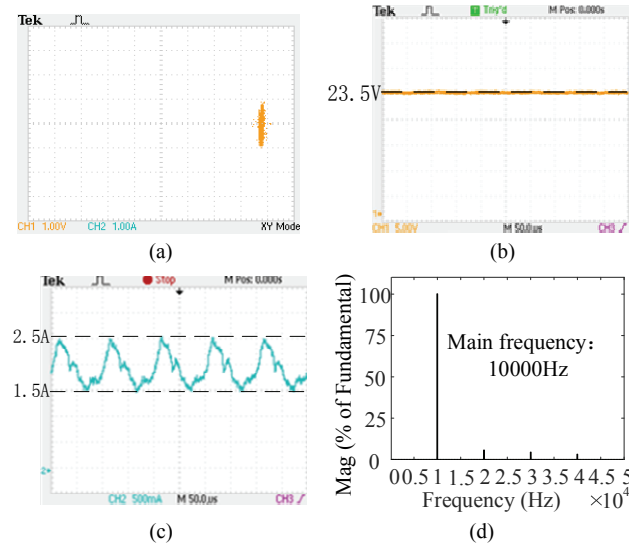 Tek
CH1 1.00V CH2 1.00A XY Mode
(a)
Tek Trig'd M Pos: 0.000s
23.5V
CH1 5.00V M 50.0µs CH3
(b)
Tek Stop M Pos: 0.000s
2.5A
1.5A
2
CH2 500mA M 50.0µs CH3
(c)
Mag (% of Fundamental)
100
75
50
25
0
Main frequency:
10000Hz
0 0.5 1 1.5 2 2.5 3 3.5 4 4.5 5
Frequency (Hz) ×10⁴
(d)